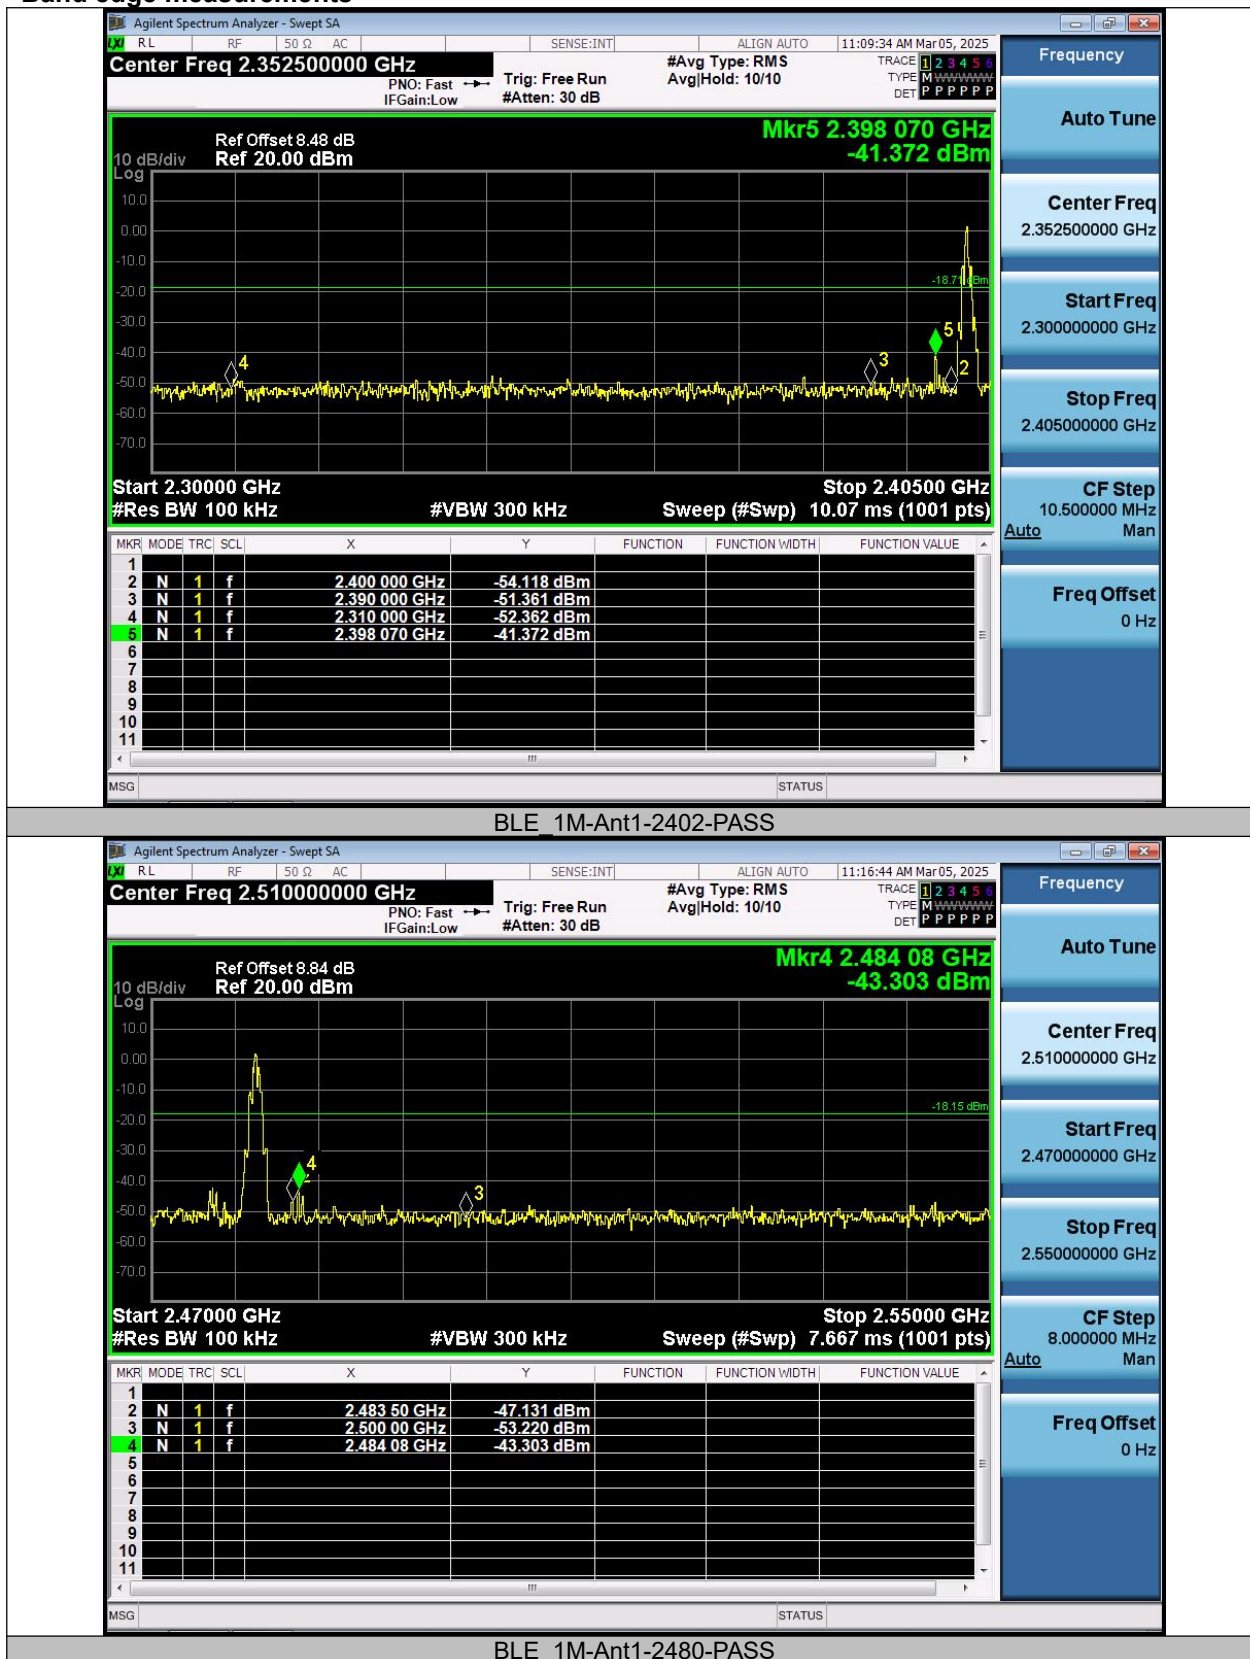 Band edge measurements
Agilent Spectrum Analyzer - Swept SA
LXI RL RF 50 Ω AC SENSE:INT ALIGN AUTO 11:09:34 AM Mar 05, 2025
Center Freq 2.352500000 GHz #Avg Type: RMS TRACE 1 2 3 4 5 6
PNO: Fast Trig: Free Run Avg|Hold: 10/10 TYPE M WWWWW
IFGain:Low #Atten: 30 dB DET P P P P P P
Frequency
Auto Tune
Mkr5 2.398 070 GHz
Ref Offset 8.48 dB
10 dB/div Ref 20.00 dBm -41.372 dBm
Log
10.0
0.00
-10.0
-20.0
-30.0
-40.0
-50.0
-60.0
-70.0
-18.71 dBm
5
4
3
2
Start 2.30000 GHz Stop 2.40500 GHz
#Res BW 100 kHz #VBW 300 kHz Sweep (#Swp) 10.07 ms (1001 pts)
Center Freq
2.352500000 GHz
Start Freq
2.300000000 GHz
Stop Freq
2.405000000 GHz
CF Step
10.500000 MHz
Auto Man
Freq Offset
0 Hz
MKR MODE TRC SCL X Y FUNCTION FUNCTION WIDTH FUNCTION VALUE
1
2 N 1 f 2.400 000 GHz -54.118 dBm
3 N 1 f 2.390 000 GHz -51.361 dBm
4 N 1 f 2.310 000 GHz -52.362 dBm
5 N 1 f 2.398 070 GHz -41.372 dBm
6
7
8
9
10
11
MSG STATUS
BLE_1M-Ant1-2402-PASS
Agilent Spectrum Analyzer - Swept SA
LXI RL RF 50 Ω AC SENSE:INT ALIGN AUTO 11:16:44 AM Mar 05, 2025
Center Freq 2.510000000 GHz #Avg Type: RMS TRACE 1 2 3 4 5 6
PNO: Fast Trig: Free Run Avg|Hold: 10/10 TYPE M WWWWW
IFGain:Low #Atten: 30 dB DET P P P P P P
Frequency
Auto Tune
Mkr4 2.484 08 GHz
Ref Offset 8.84 dB
10 dB/div Ref 20.00 dBm -43.303 dBm
Log
10.0
0.00
-10.0
-20.0
-30.0
-40.0
-50.0
-60.0
-70.0
-18.15 dBm
4
2
3
Start 2.47000 GHz Stop 2.55000 GHz
#Res BW 100 kHz #VBW 300 kHz Sweep (#Swp) 7.667 ms (1001 pts)
Center Freq
2.510000000 GHz
Start Freq
2.470000000 GHz
Stop Freq
2.550000000 GHz
CF Step
8.000000 MHz
Auto Man
Freq Offset
0 Hz
MKR MODE TRC SCL X Y FUNCTION FUNCTION WIDTH FUNCTION VALUE
1
2 N 1 f 2.483 50 GHz -47.131 dBm
3 N 1 f 2.500 00 GHz -53.220 dBm
4 N 1 f 2.484 08 GHz -43.303 dBm
5
6
7
8
9
10
11
MSG STATUS
BLE_1M-Ant1-2480-PASS